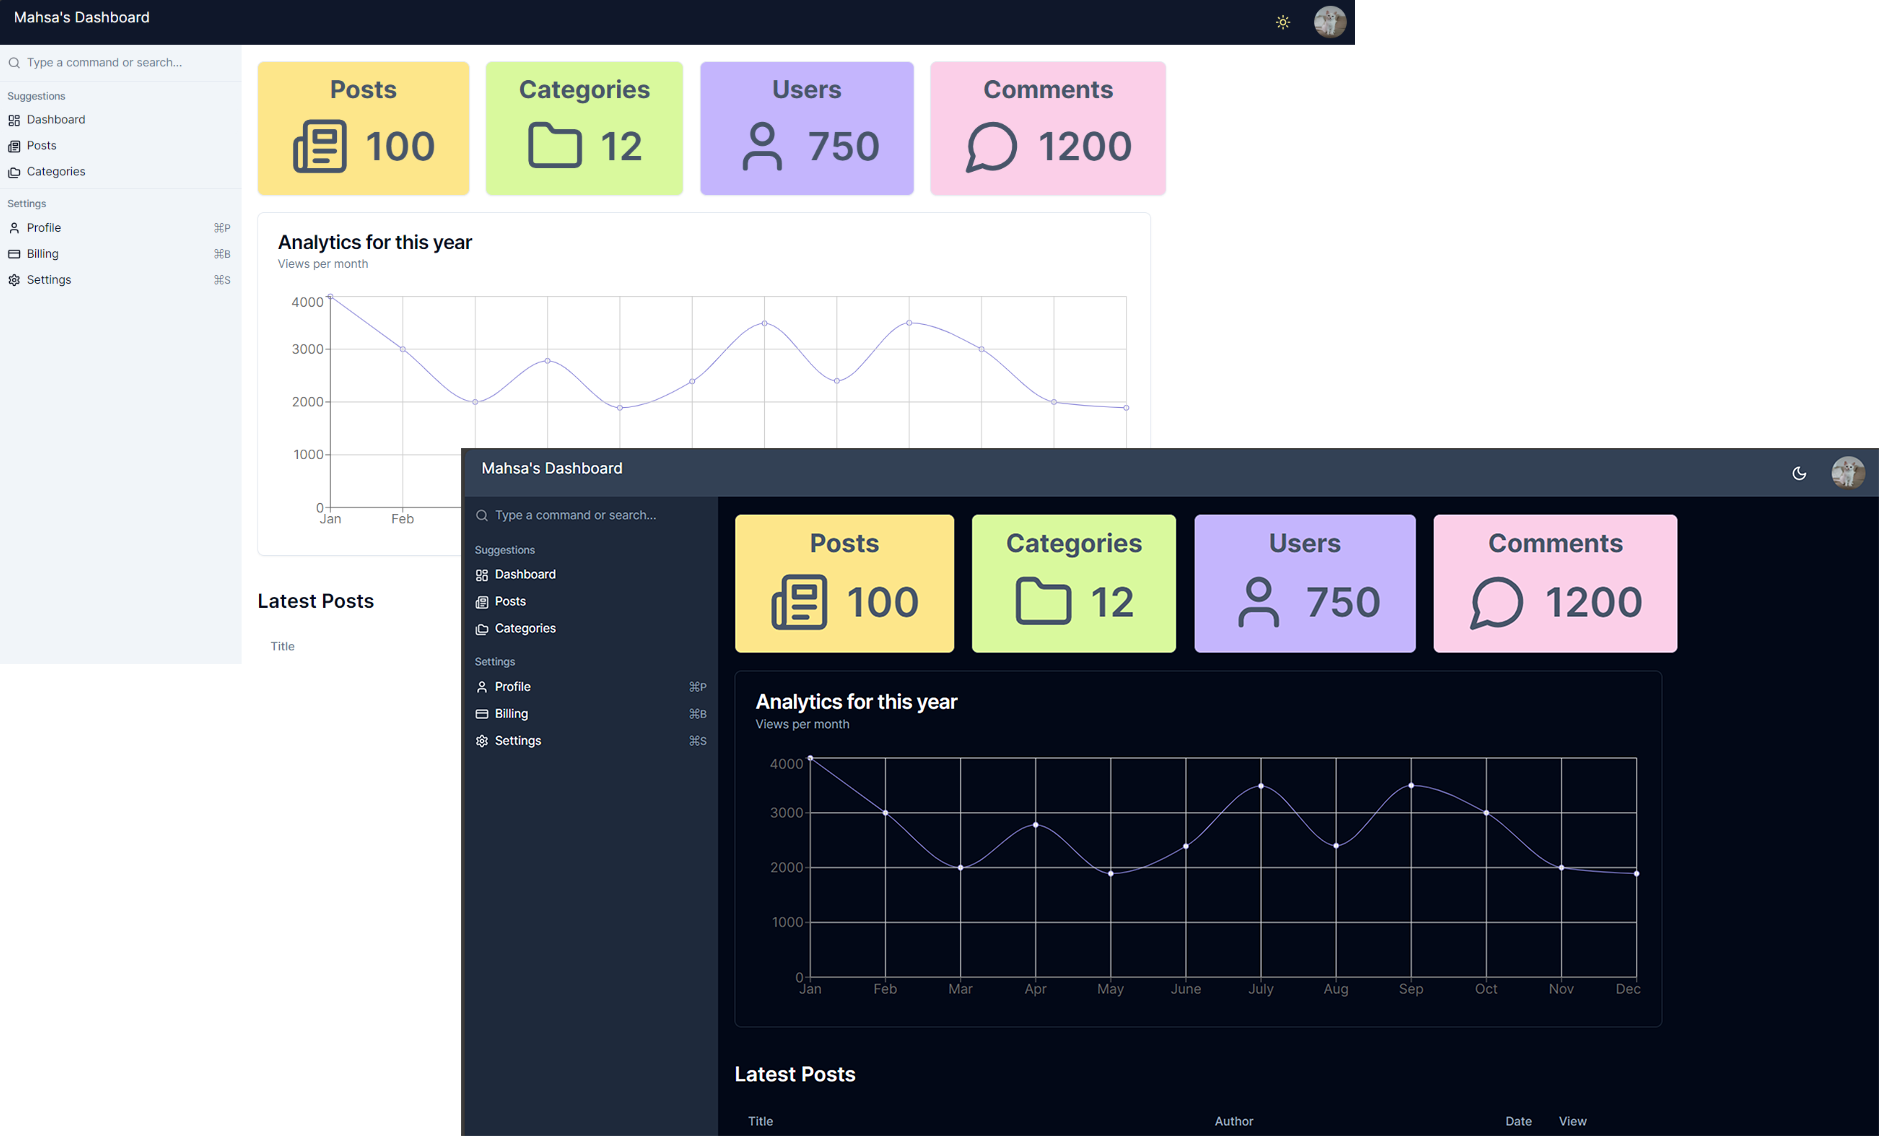 Mahsa's Dashboard
Type a command or search...
Suggestions
Dashboard
Posts
Categories
Settings
Profile ⌘P
Billing ⌘B
Settings ⌘S
Posts
100
Categories
12
Users
750
Comments
1200
Analytics for this year
Views per month
4000
3000
2000
1000
0
Jan Feb
Latest Posts
Title
Mahsa's Dashboard
Type a command or search...
Suggestions
Dashboard
Posts
Categories
Settings
Profile ⌘P
Billing ⌘B
Settings ⌘S
Posts
100
Categories
12
Users
750
Comments
1200
Analytics for this year
Views per month
4000
3000
2000
1000
0
Jan Feb Mar Apr May June July Aug Sep Oct Nov Dec
Latest Posts
Title Author Date View